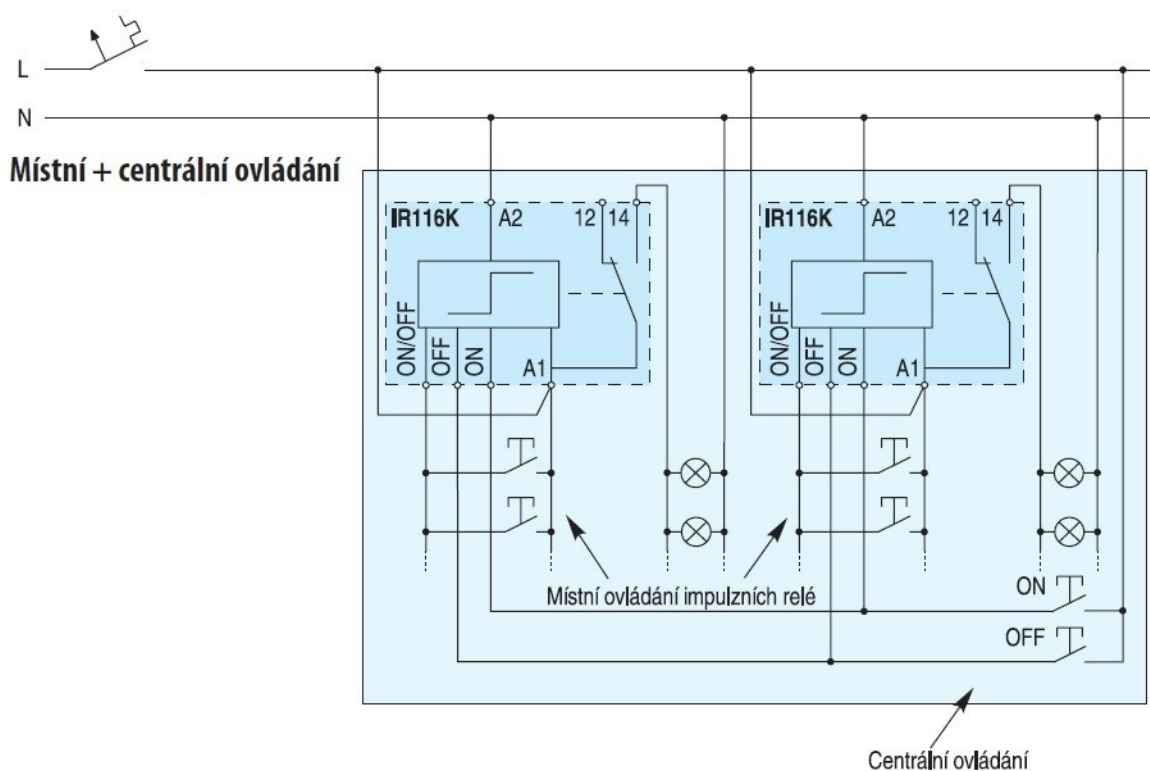 L
N
Místní + centrální ovládání
IR116K A2 12 14
ON/OFF OFF ON A1
IR116K A2 12 14
ON/OFF OFF ON A1
Místní ovládání impulzních relé
ON
OFF
Centrální ovládání